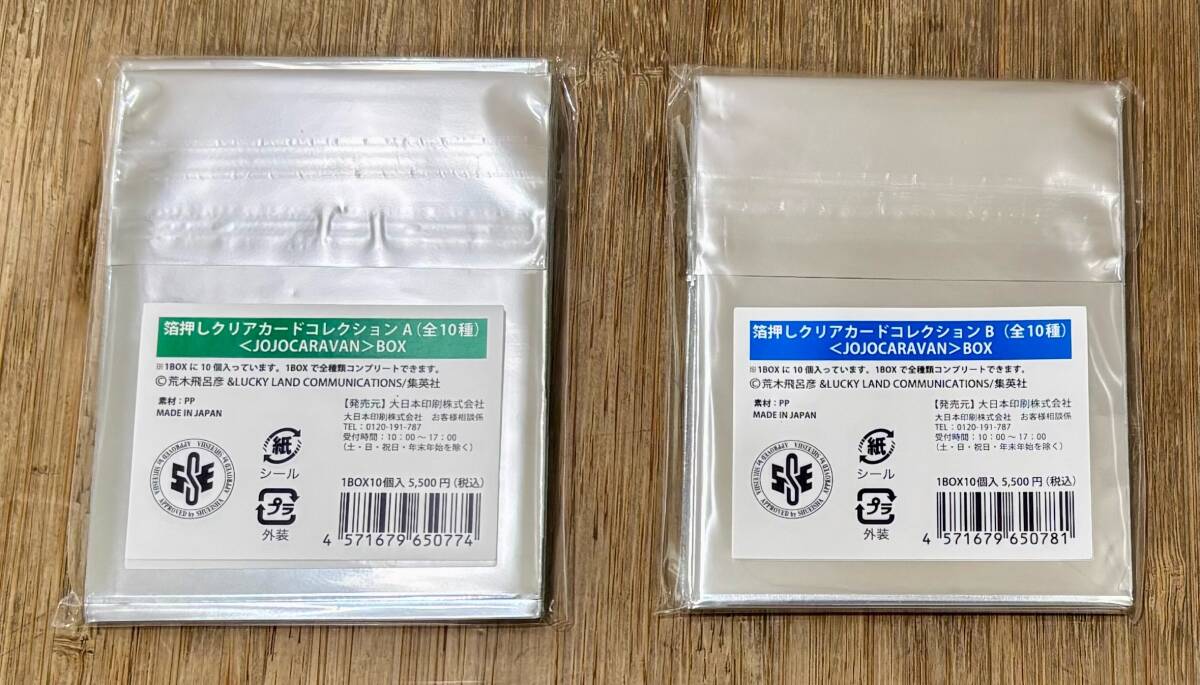 箔押しクリアカードコレクション A（全10種）
＜JOJOCARAVAN＞BOX
※1BOXに10個入っています。1BOXで全種類コンプリートできます。
©荒木飛呂彦 &LUCKY LAND COMMUNICATIONS/集英社
素材：PP
MADE IN JAPAN
【発売元】大日本印刷株式会社
大日本印刷株式会社 お客様相談係
TEL：0120-191-787
受付時間：10：00～17：00
（土・日・祝日・年末年始を除く）
APPROVED by SHUEISHA
SSE
紙
シール
プラ
外装
1BOX10個入 5,500円（税込）
4 571679 650774
箔押しクリアカードコレクション B（全10種）
＜JOJOCARAVAN＞BOX
※1BOXに10個入っています。1BOXで全種類コンプリートできます。
©荒木飛呂彦 &LUCKY LAND COMMUNICATIONS/集英社
素材：PP
MADE IN JAPAN
【発売元】大日本印刷株式会社
大日本印刷株式会社 お客様相談係
TEL：0120-191-787
受付時間：10：00～17：00
（土・日・祝日・年末年始を除く）
APPROVED by SHUEISHA
SSE
紙
シール
プラ
外装
1BOX10個入 5,500円（税込）
4 571679 650781